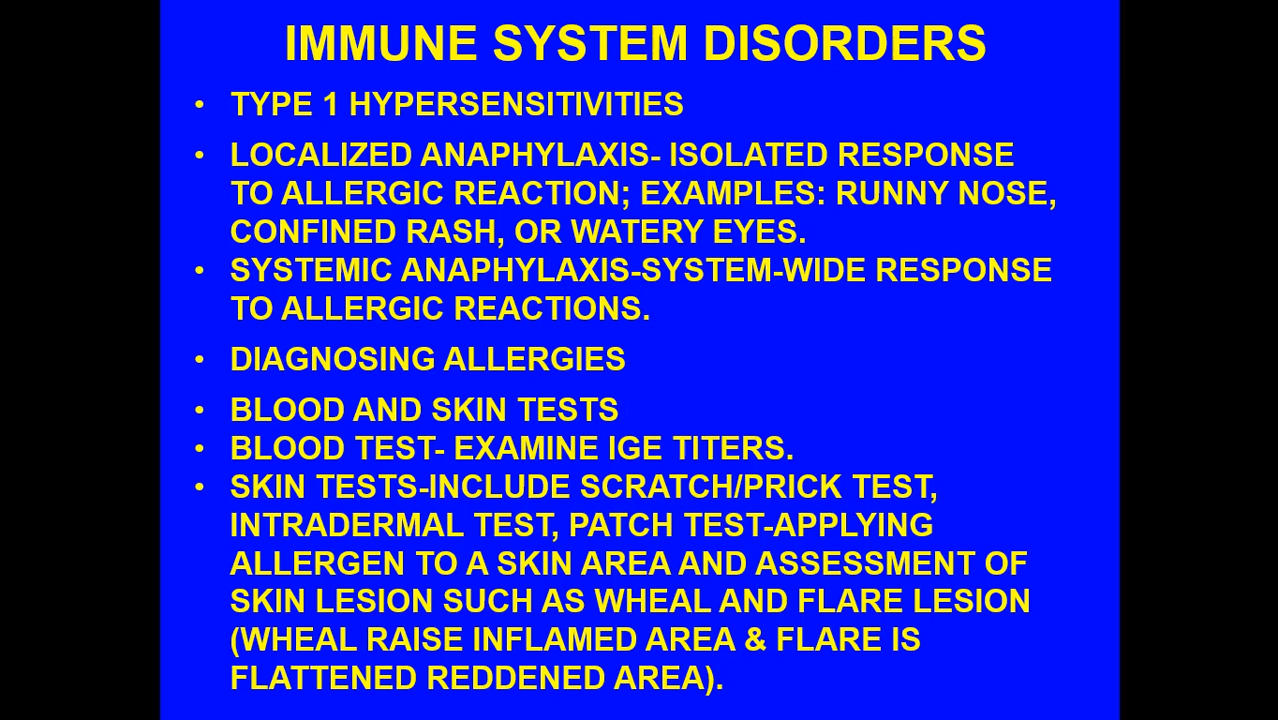 IMMUNE SYSTEM DISORDERS
• TYPE 1 HYPERSENSITIVITIES
• LOCALIZED ANAPHYLAXIS- ISOLATED RESPONSE
TO ALLERGIC REACTION; EXAMPLES: RUNNY NOSE,
CONFINED RASH, OR WATERY EYES.
• SYSTEMIC ANAPHYLAXIS-SYSTEM-WIDE RESPONSE
TO ALLERGIC REACTIONS.
• DIAGNOSING ALLERGIES
• BLOOD AND SKIN TESTS
• BLOOD TEST- EXAMINE IGE TITERS.
• SKIN TESTS-INCLUDE SCRATCH/PRICK TEST,
INTRADERMAL TEST, PATCH TEST-APPLYING
ALLERGEN TO A SKIN AREA AND ASSESSMENT OF
SKIN LESION SUCH AS WHEAL AND FLARE LESION
(WHEAL RAISE INFLAMED AREA & FLARE IS
FLATTENED REDDENED AREA).